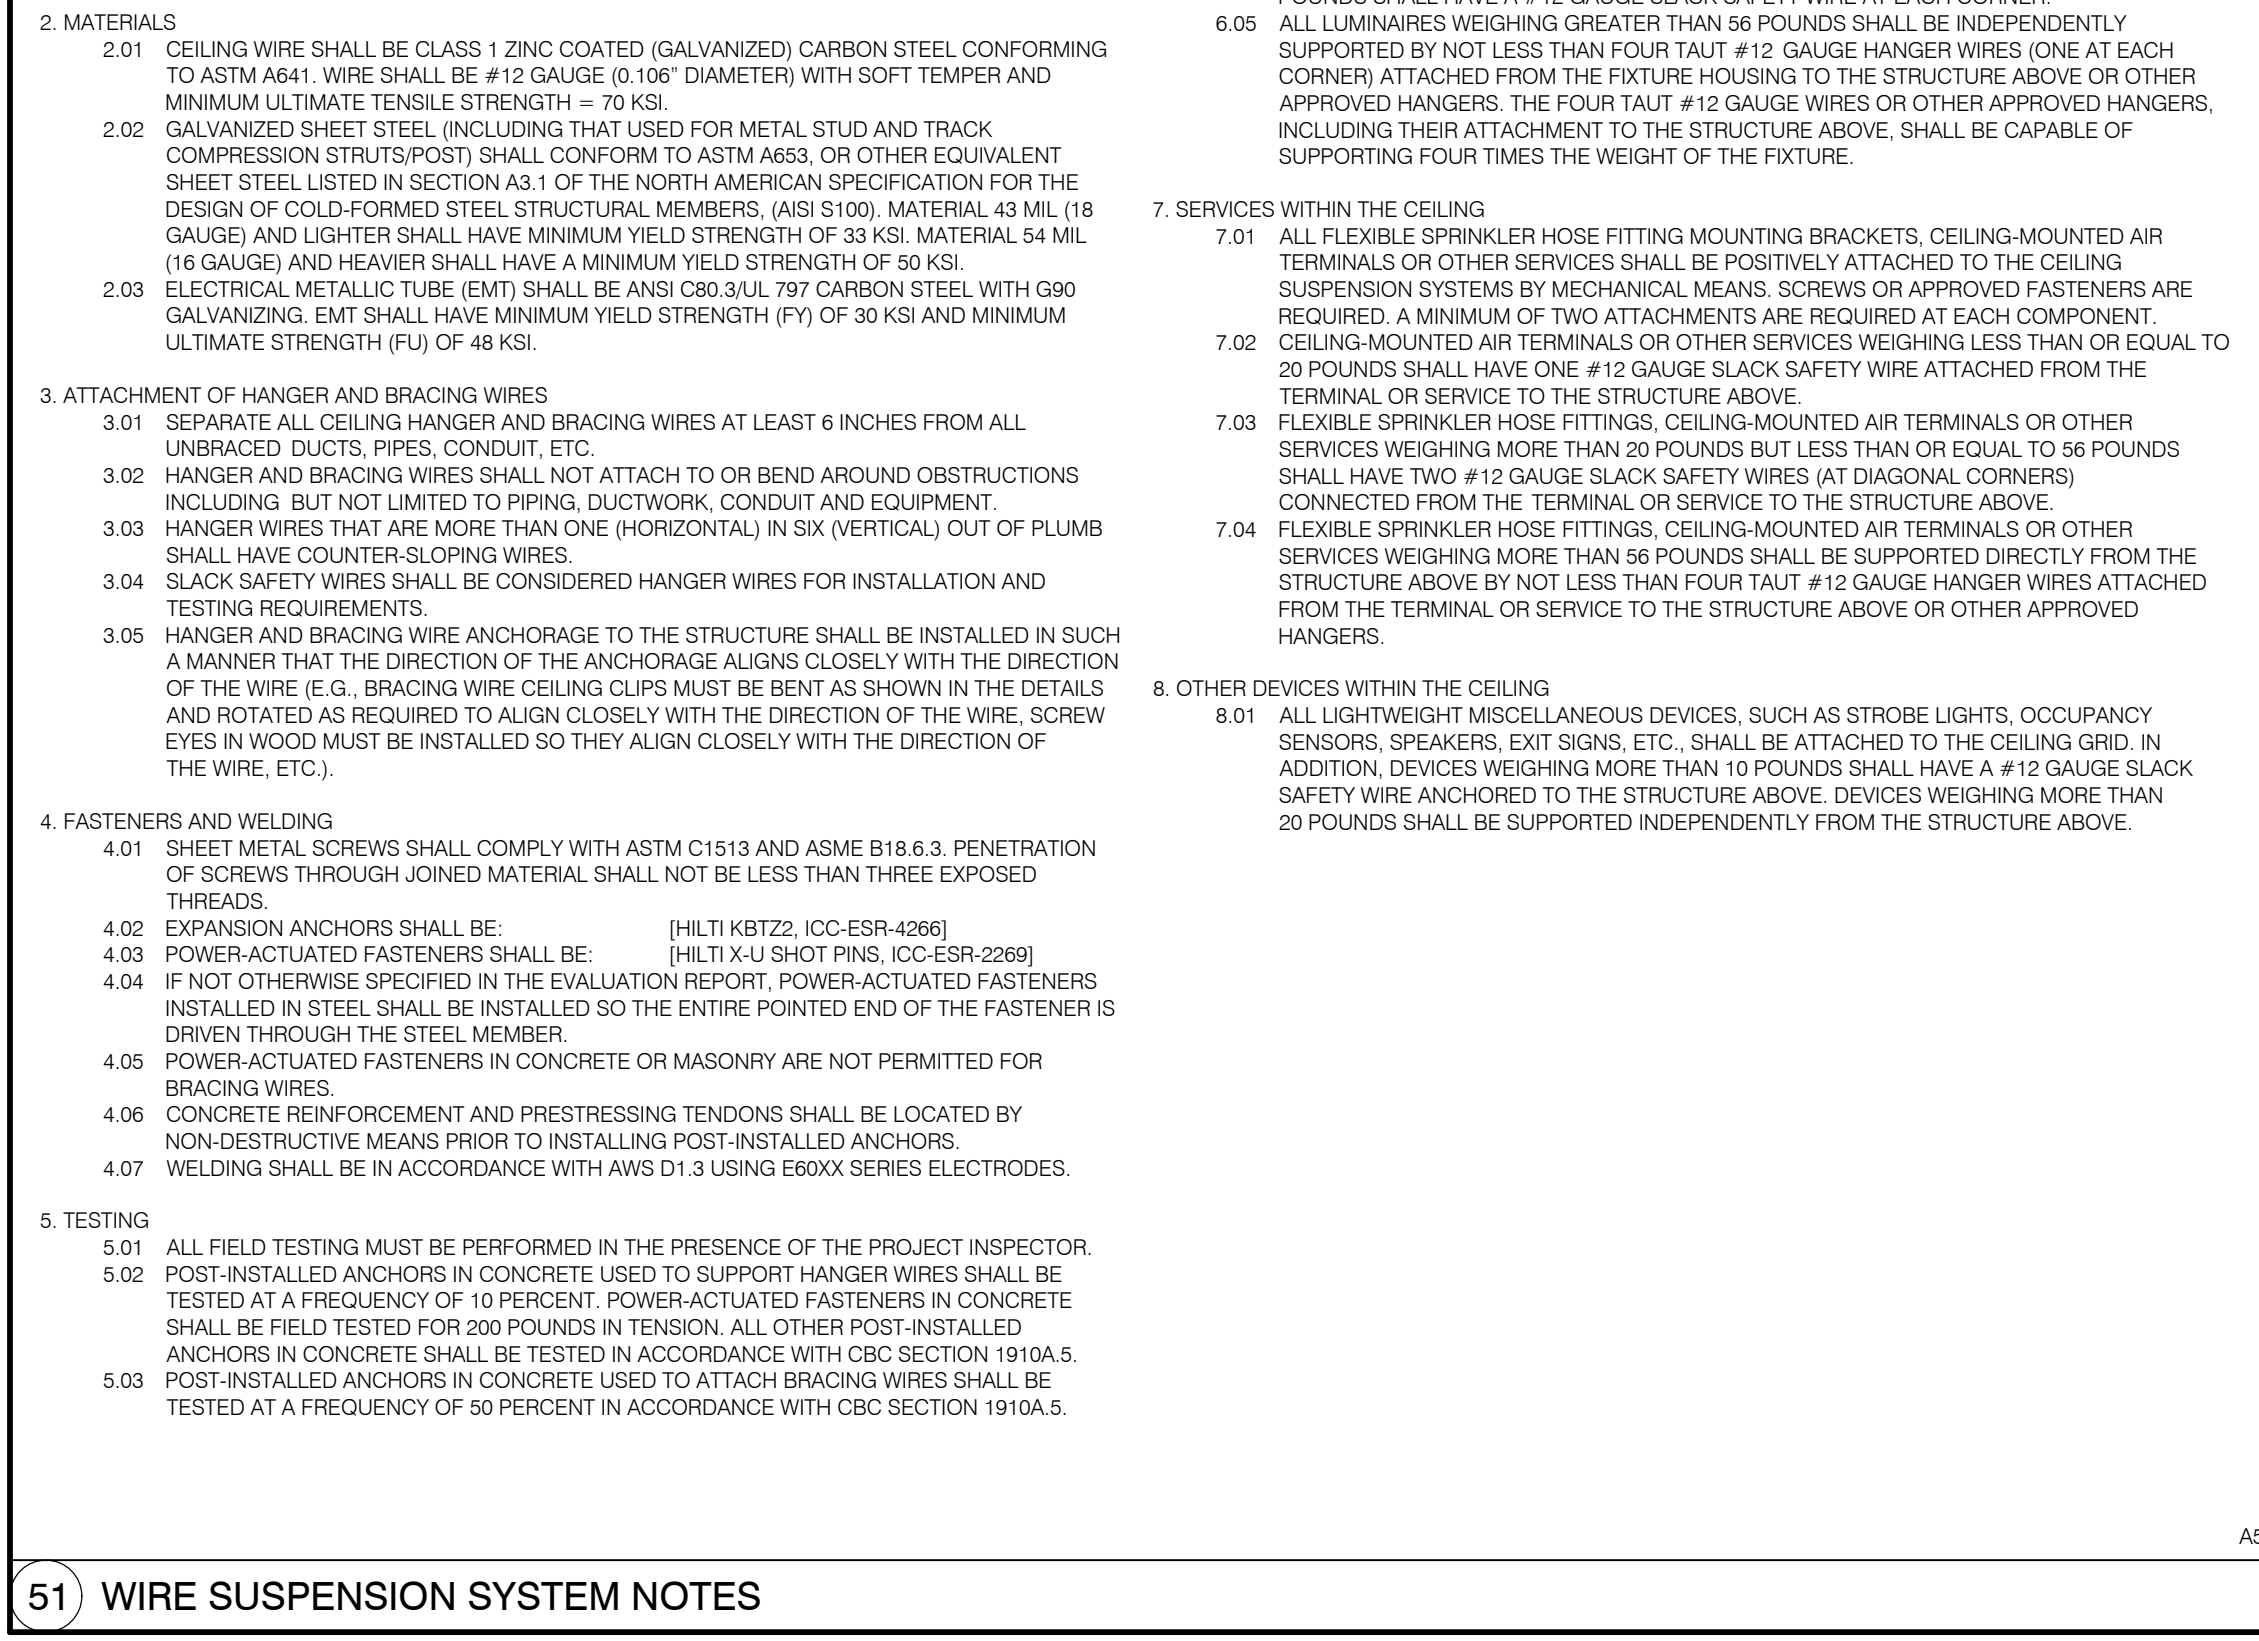 2. MATERIALS
2.01 CEILING WIRE SHALL BE CLASS 1 ZINC COATED (GALVANIZED) CARBON STEEL CONFORMING
TO ASTM A641. WIRE SHALL BE #12 GAUGE (0.106" DIAMETER) WITH SOFT TEMPER AND
MINIMUM ULTIMATE TENSILE STRENGTH = 70 KSI.
2.02 GALVANIZED SHEET STEEL (INCLUDING THAT USED FOR METAL STUD AND TRACK
COMPRESSION STRUTS/POST) SHALL CONFORM TO ASTM A653, OR OTHER EQUIVALENT
SHEET STEEL LISTED IN SECTION A3.1 OF THE NORTH AMERICAN SPECIFICATION FOR THE
DESIGN OF COLD-FORMED STEEL STRUCTURAL MEMBERS, (AISI S100). MATERIAL 43 MIL (18
GAUGE) AND LIGHTER SHALL HAVE MINIMUM YIELD STRENGTH OF 33 KSI. MATERIAL 54 MIL
(16 GAUGE) AND HEAVIER SHALL HAVE A MINIMUM YIELD STRENGTH OF 50 KSI.
2.03 ELECTRICAL METALLIC TUBE (EMT) SHALL BE ANSI C80.3/UL 797 CARBON STEEL WITH G90
GALVANIZING. EMT SHALL HAVE MINIMUM YIELD STRENGTH (FY) OF 30 KSI AND MINIMUM
ULTIMATE STRENGTH (FU) OF 48 KSI.
3. ATTACHMENT OF HANGER AND BRACING WIRES
3.01 SEPARATE ALL CEILING HANGER AND BRACING WIRES AT LEAST 6 INCHES FROM ALL
UNBRACED DUCTS, PIPES, CONDUIT, ETC.
3.02 HANGER AND BRACING WIRES SHALL NOT ATTACH TO OR BEND AROUND OBSTRUCTIONS
INCLUDING BUT NOT LIMITED TO PIPING, DUCTWORK, CONDUIT AND EQUIPMENT.
3.03 HANGER WIRES THAT ARE MORE THAN ONE (HORIZONTAL) IN SIX (VERTICAL) OUT OF PLUMB
SHALL HAVE COUNTER-SLOPING WIRES.
3.04 SLACK SAFETY WIRES SHALL BE CONSIDERED HANGER WIRES FOR INSTALLATION AND
TESTING REQUIREMENTS.
3.05 HANGER AND BRACING WIRE ANCHORAGE TO THE STRUCTURE SHALL BE INSTALLED IN SUCH
A MANNER THAT THE DIRECTION OF THE ANCHORAGE ALIGNS CLOSELY WITH THE DIRECTION
OF THE WIRE (E.G., BRACING WIRE CEILING CLIPS MUST BE BENT AS SHOWN IN THE DETAILS
AND ROTATED AS REQUIRED TO ALIGN CLOSELY WITH THE DIRECTION OF THE WIRE, SCREW
EYES IN WOOD MUST BE INSTALLED SO THEY ALIGN CLOSELY WITH THE DIRECTION OF
THE WIRE, ETC.).
4. FASTENERS AND WELDING
4.01 SHEET METAL SCREWS SHALL COMPLY WITH ASTM C1513 AND ASME B18.6.3. PENETRATION
OF SCREWS THROUGH JOINED MATERIAL SHALL NOT BE LESS THAN THREE EXPOSED
THREADS.
4.02 EXPANSION ANCHORS SHALL BE: [HILTI KBTZ2, ICC-ESR-4266]
4.03 POWER-ACTUATED FASTENERS SHALL BE: [HILTI X-U SHOT PINS, ICC-ESR-2269]
4.04 IF NOT OTHERWISE SPECIFIED IN THE EVALUATION REPORT, POWER-ACTUATED FASTENERS
INSTALLED IN STEEL SHALL BE INSTALLED SO THE ENTIRE POINTED END OF THE FASTENER IS
DRIVEN THROUGH THE STEEL MEMBER.
4.05 POWER-ACTUATED FASTENERS IN CONCRETE OR MASONRY ARE NOT PERMITTED FOR
BRACING WIRES.
4.06 CONCRETE REINFORCEMENT AND PRESTRESSING TENDONS SHALL BE LOCATED BY
NON-DESTRUCTIVE MEANS PRIOR TO INSTALLING POST-INSTALLED ANCHORS.
4.07 WELDING SHALL BE IN ACCORDANCE WITH AWS D1.3 USING E60XX SERIES ELECTRODES.
5. TESTING
5.01 ALL FIELD TESTING MUST BE PERFORMED IN THE PRESENCE OF THE PROJECT INSPECTOR.
5.02 POST-INSTALLED ANCHORS IN CONCRETE USED TO SUPPORT HANGER WIRES SHALL BE
TESTED AT A FREQUENCY OF 10 PERCENT. POWER-ACTUATED FASTENERS IN CONCRETE
SHALL BE FIELD TESTED FOR 200 POUNDS IN TENSION. ALL OTHER POST-INSTALLED
ANCHORS IN CONCRETE SHALL BE TESTED IN ACCORDANCE WITH CBC SECTION 1910A.5.
5.03 POST-INSTALLED ANCHORS IN CONCRETE USED TO ATTACH BRACING WIRES SHALL BE
TESTED AT A FREQUENCY OF 50 PERCENT IN ACCORDANCE WITH CBC SECTION 1910A.5.
POUNDS SHALL HAVE A #12 GAUGE SLACK SAFETY WIRE AT EACH CORNER.
6.05 ALL LUMINAIRES WEIGHING GREATER THAN 56 POUNDS SHALL BE INDEPENDENTLY
SUPPORTED BY NOT LESS THAN FOUR TAUT #12 GAUGE HANGER WIRES (ONE AT EACH
CORNER) ATTACHED FROM THE FIXTURE HOUSING TO THE STRUCTURE ABOVE OR OTHER
APPROVED HANGERS. THE FOUR TAUT #12 GAUGE WIRES OR OTHER APPROVED HANGERS,
INCLUDING THEIR ATTACHMENT TO THE STRUCTURE ABOVE, SHALL BE CAPABLE OF
SUPPORTING FOUR TIMES THE WEIGHT OF THE FIXTURE.
7. SERVICES WITHIN THE CEILING
7.01 ALL FLEXIBLE SPRINKLER HOSE FITTING MOUNTING BRACKETS, CEILING-MOUNTED AIR
TERMINALS OR OTHER SERVICES SHALL BE POSITIVELY ATTACHED TO THE CEILING
SUSPENSION SYSTEMS BY MECHANICAL MEANS. SCREWS OR APPROVED FASTENERS ARE
REQUIRED. A MINIMUM OF TWO ATTACHMENTS ARE REQUIRED AT EACH COMPONENT.
7.02 CEILING-MOUNTED AIR TERMINALS OR OTHER SERVICES WEIGHING LESS THAN OR EQUAL TO
20 POUNDS SHALL HAVE ONE #12 GAUGE SLACK SAFETY WIRE ATTACHED FROM THE
TERMINAL OR SERVICE TO THE STRUCTURE ABOVE.
7.03 FLEXIBLE SPRINKLER HOSE FITTINGS, CEILING-MOUNTED AIR TERMINALS OR OTHER
SERVICES WEIGHING MORE THAN 20 POUNDS BUT LESS THAN OR EQUAL TO 56 POUNDS
SHALL HAVE TWO #12 GAUGE SLACK SAFETY WIRES (AT DIAGONAL CORNERS)
CONNECTED FROM THE TERMINAL OR SERVICE TO THE STRUCTURE ABOVE.
7.04 FLEXIBLE SPRINKLER HOSE FITTINGS, CEILING-MOUNTED AIR TERMINALS OR OTHER
SERVICES WEIGHING MORE THAN 56 POUNDS SHALL BE SUPPORTED DIRECTLY FROM THE
STRUCTURE ABOVE BY NOT LESS THAN FOUR TAUT #12 GAUGE HANGER WIRES ATTACHED
FROM THE TERMINAL OR SERVICE TO THE STRUCTURE ABOVE OR OTHER APPROVED
HANGERS.
8. OTHER DEVICES WITHIN THE CEILING
8.01 ALL LIGHTWEIGHT MISCELLANEOUS DEVICES, SUCH AS STROBE LIGHTS, OCCUPANCY
SENSORS, SPEAKERS, EXIT SIGNS, ETC., SHALL BE ATTACHED TO THE CEILING GRID. IN
ADDITION, DEVICES WEIGHING MORE THAN 10 POUNDS SHALL HAVE A #12 GAUGE SLACK
SAFETY WIRE ANCHORED TO THE STRUCTURE ABOVE. DEVICES WEIGHING MORE THAN
20 POUNDS SHALL BE SUPPORTED INDEPENDENTLY FROM THE STRUCTURE ABOVE.
51 WIRE SUSPENSION SYSTEM NOTES